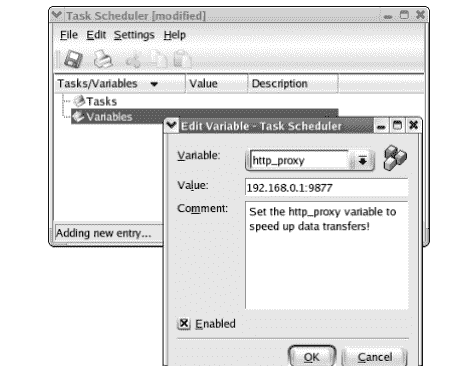 Task Scheduler [modified]
File Edit Settings Help
Tasks/Variables Value Description
Tasks
Variables
Edit Variable - Task Scheduler
Variable: http_proxy
Value: 192.168.0.1:9877
Comment: Set the http_proxy variable to
speed up data transfers!
Adding new entry...
Enabled
OK Cancel